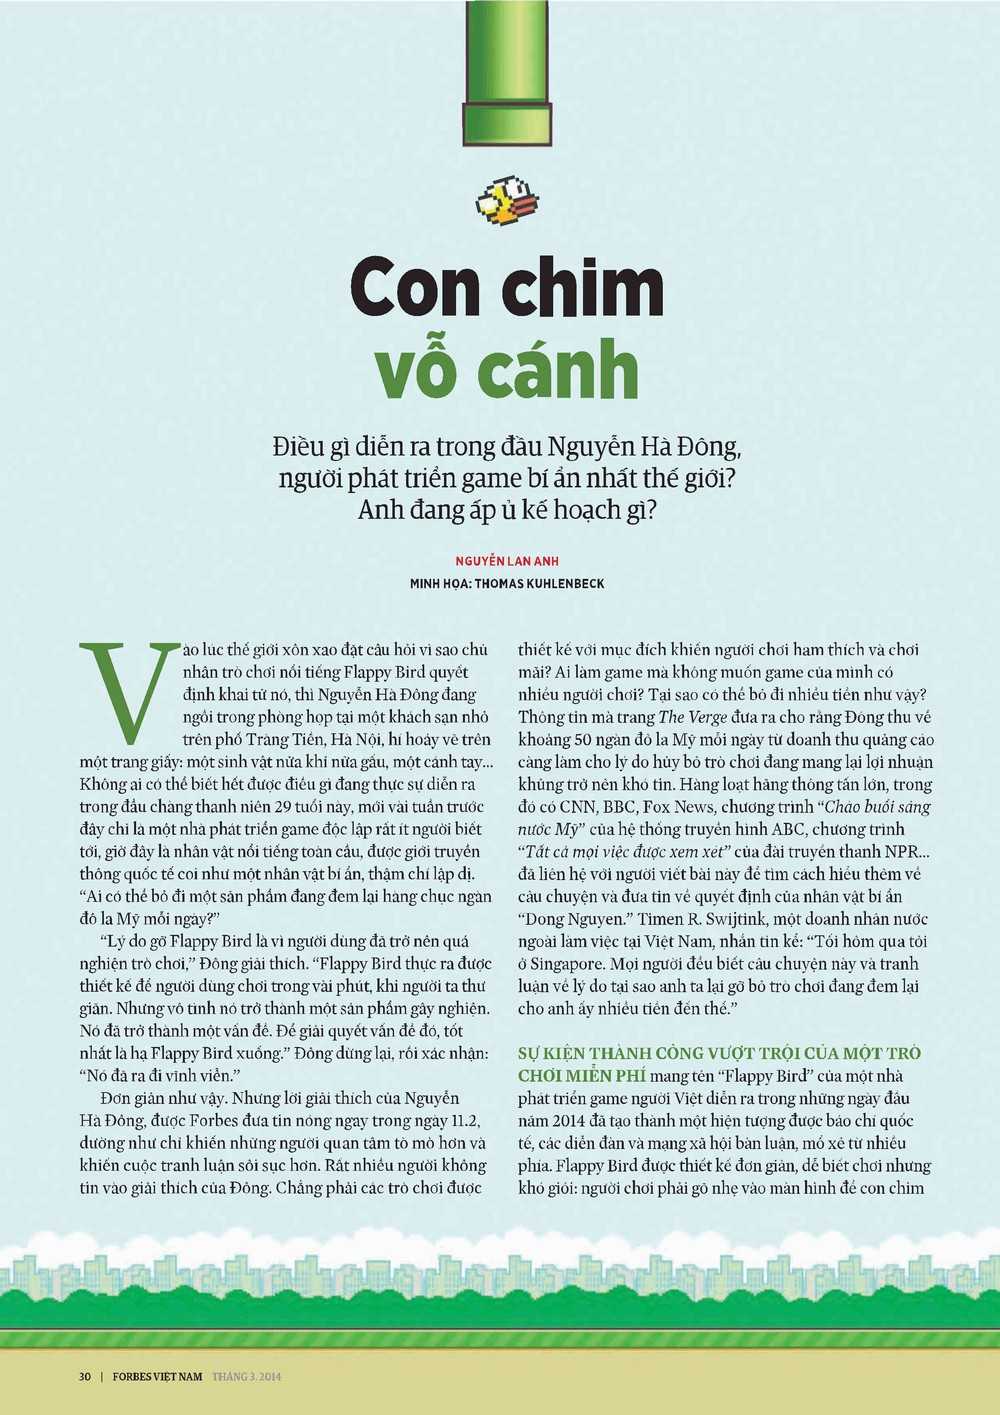 Con chim
vỗ cánh
Điều gì diễn ra trong đầu Nguyễn Hà Đông,
người phát triển game bí ẩn nhất thế giới?
Anh đang ấp ủ kế hoạch gì?
NGUYỄN LAN ANH
MINH HỌA: THOMAS KUHLENBECK
Vào lúc thế giới xôn xao đặt câu hỏi vì sao chủ
nhân trò chơi nổi tiếng Flappy Bird quyết
định khai tử nó, thì Nguyễn Hà Đông đang
ngồi trong phòng họp tại một khách sạn nhỏ
trên phố Tràng Tiền, Hà Nội, hí hoáy vẽ trên
một trang giấy: một sinh vật nửa khỉ nửa gấu, một cánh tay...
Không ai có thể biết hết được điều gì đang thực sự diễn ra
trong đầu chàng thanh niên 29 tuổi này, mới vài tuần trước
đây chỉ là một nhà phát triển game độc lập rất ít người biết
tới, giờ đây là nhân vật nổi tiếng toàn cầu, được giới truyền
thông quốc tế coi như một nhân vật bí ẩn, thậm chí lập dị.
“Ai có thể bỏ đi một sản phẩm đang đem lại hàng chục ngàn
đô la Mỹ mỗi ngày?”
“Lý do gỡ Flappy Bird là vì người dùng đã trở nên quá
nghiện trò chơi,” Đông giải thích. “Flappy Bird thực ra được
thiết kế để người dùng chơi trong vài phút, khi người ta thư
giãn. Nhưng vô tình nó trở thành một sản phẩm gây nghiện.
Nó đã trở thành một vấn đề. Để giải quyết vấn đề đó, tốt
nhất là hạ Flappy Bird xuống.” Đông dừng lại, rồi xác nhận:
“Nó đã ra đi vĩnh viễn.”
Đơn giản như vậy. Nhưng lời giải thích của Nguyễn
Hà Đông, được Forbes đưa tin nóng ngay trong ngày 11.2,
dường như chỉ khiến những người quan tâm tò mò hơn và
khiến cuộc tranh luận sôi sục hơn. Rất nhiều người không
tin vào giải thích của Đông. Chẳng phải các trò chơi được
thiết kế với mục đích khiến người chơi ham thích và chơi
mãi? Ai làm game mà không muốn game của mình có
nhiều người chơi? Tại sao có thể bỏ đi nhiều tiền như vậy?
Thông tin mà trang The Verge đưa ra cho rằng Đông thu về
khoảng 50 ngàn đô la Mỹ mỗi ngày từ doanh thu quảng cáo
càng làm cho lý do hủy bỏ trò chơi đang mang lại lợi nhuận
khủng trở nên khó tin. Hàng loạt hãng thông tấn lớn, trong
đó có CNN, BBC, Fox News, chương trình “Chào buổi sáng
nước Mỹ” của hệ thống truyền hình ABC, chương trình
“Tất cả mọi việc được xem xét” của đài truyền thanh NPR...
đã liên hệ với người viết bài này để tìm cách hiểu thêm về
câu chuyện và đưa tin về quyết định của nhân vật bí ẩn
“Dong Nguyen.” Timen R. Swijtink, một doanh nhân nước
ngoài làm việc tại Việt Nam, nhắn tin kể: “Tối hôm qua tôi
ở Singapore. Mọi người đều biết câu chuyện này và tranh
luận về lý do tại sao anh ta lại gỡ bỏ trò chơi đang đem lại
cho anh ấy nhiều tiền đến thế.”
SỰ KIỆN THÀNH CÔNG VƯỢT TRỘI CỦA MỘT TRÒ
CHƠI MIỄN PHÍ mang tên “Flappy Bird” của một nhà
phát triển game người Việt diễn ra trong những ngày đầu
năm 2014 đã tạo thành một hiện tượng được báo chí quốc
tế, các diễn đàn và mạng xã hội bàn luận, mổ xẻ từ nhiều
phía. Flappy Bird được thiết kế đơn giản, dễ biết chơi nhưng
khó giỏi: người chơi phải gõ nhẹ vào màn hình để con chim
30 | FORBES VIỆT NAM THÁNG 3. 2014